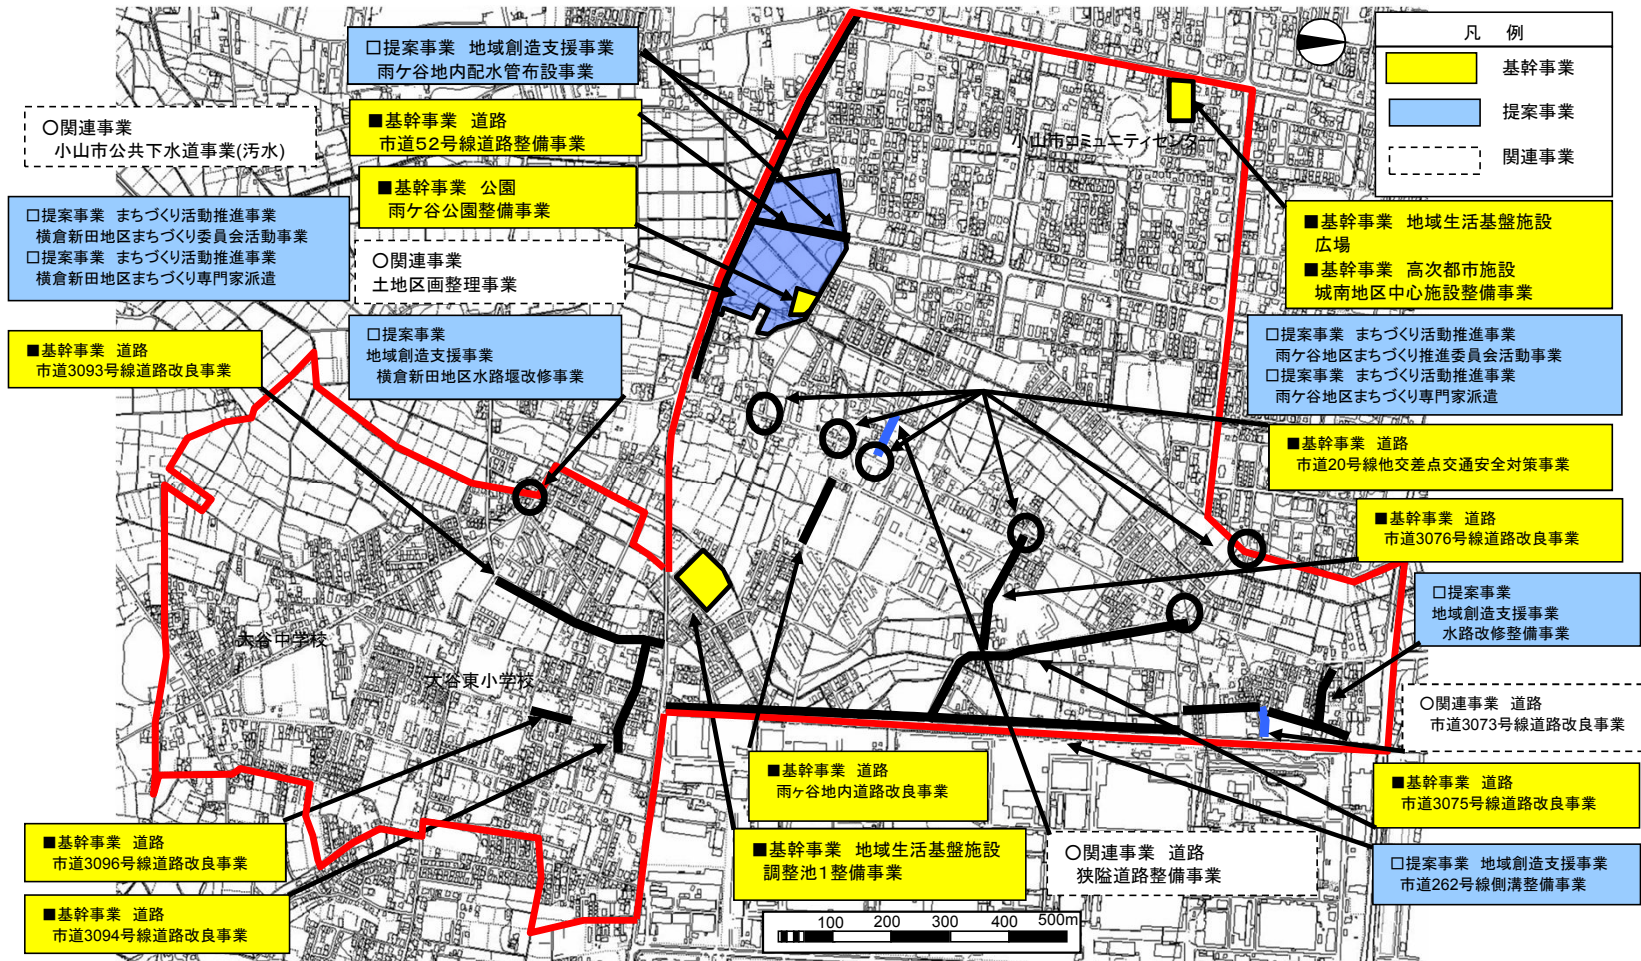 凡 例
基幹事業
提案事業
関連事業
□提案事業 地域創造支援事業
雨ケ谷地内配水管布設事業
○関連事業
小山市公共下水道事業(汚水)
■基幹事業 道路
市道52号線道路整備事業
■基幹事業 公園
雨ケ谷公園整備事業
□提案事業 まちづくり活動推進事業
横倉新田地区まちづくり委員会活動事業
□提案事業 まちづくり活動推進事業
横倉新田地区まちづくり専門家派遣
○関連事業
土地区画整理事業
小山市コミュニティセンター
■基幹事業 地域生活基盤施設
広場
■基幹事業 高次都市施設
城南地区中心施設整備事業
■基幹事業 道路
市道3093号線道路改良事業
□提案事業
地域創造支援事業
横倉新田地区水路堰改修事業
□提案事業 まちづくり活動推進事業
雨ケ谷地区まちづくり推進委員会活動事業
□提案事業 まちづくり活動推進事業
雨ケ谷地区まちづくり専門家派遣
■基幹事業 道路
市道20号線他交差点交通安全対策事業
■基幹事業 道路
市道3076号線道路改良事業
□提案事業
地域創造支援事業
水路改修整備事業
大谷中学校
大谷東小学校
○関連事業 道路
市道3073号線道路改良事業
■基幹事業 道路
雨ヶ谷地内道路改良事業
■基幹事業 道路
市道3075号線道路改良事業
■基幹事業 道路
市道3096号線道路改良事業
■基幹事業 地域生活基盤施設
調整池1整備事業
○関連事業 道路
狭隘道路整備事業
□提案事業 地域創造支援事業
市道262号線側溝整備事業
■基幹事業 道路
市道3094号線道路改良事業
100 200 300 400 500m